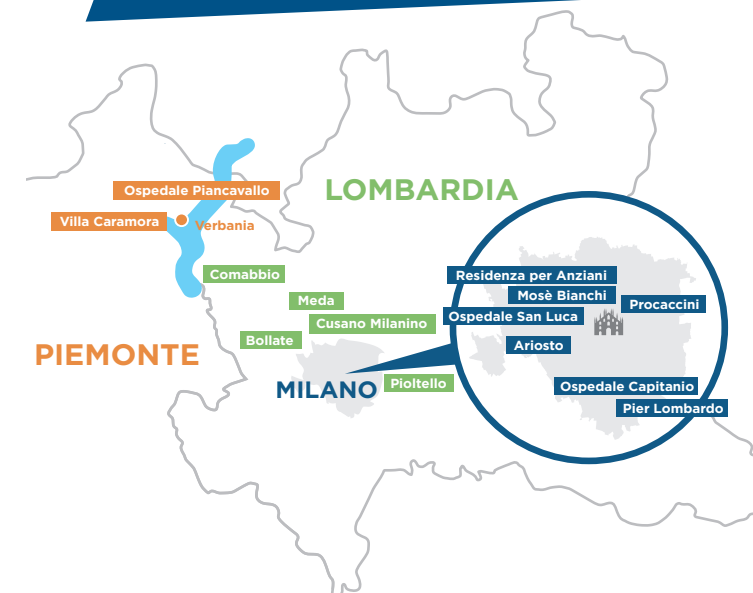 Ospedale Piancavallo
LOMBARDIA
Villa Caramora
Verbania
Comabbio
Residenza per Anziani
Mosè Bianchi
Procaccini
Meda
Ospedale San Luca
Cusano Milanino
Bollate
Ariosto
PIEMONTE
MILANO
Pioltello
Ospedale Capitanio
Pier Lombardo